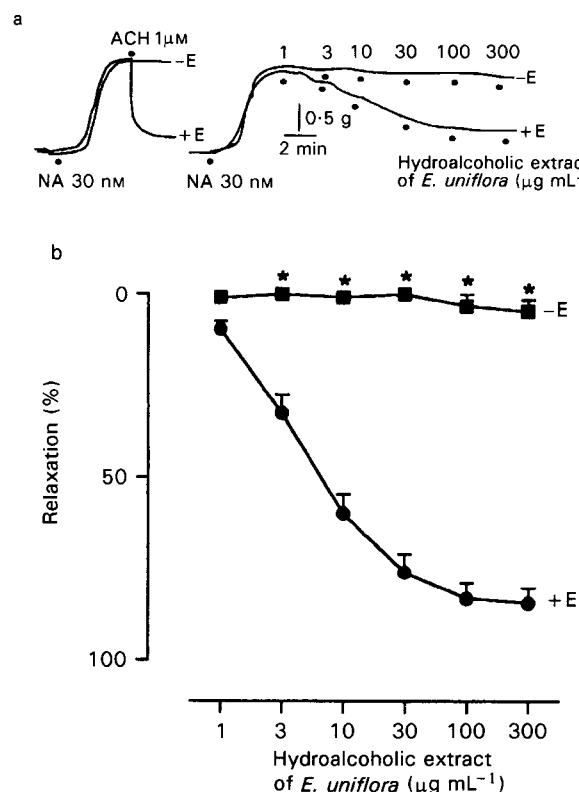 a
ACH 1μM
−E
+E
NA 30 nM
1 3 10 30 100 300
−E
0·5 g
2 min
+E
NA 30 nM
Hydroalcoholic extrac
of E. uniflora (μg mL⁻
b
0
50
100
Relaxation (%)
* * * * *
−E
+E
1 3 10 30 100 300
Hydroalcoholic extract
of E. uniflora (μg mL⁻¹)